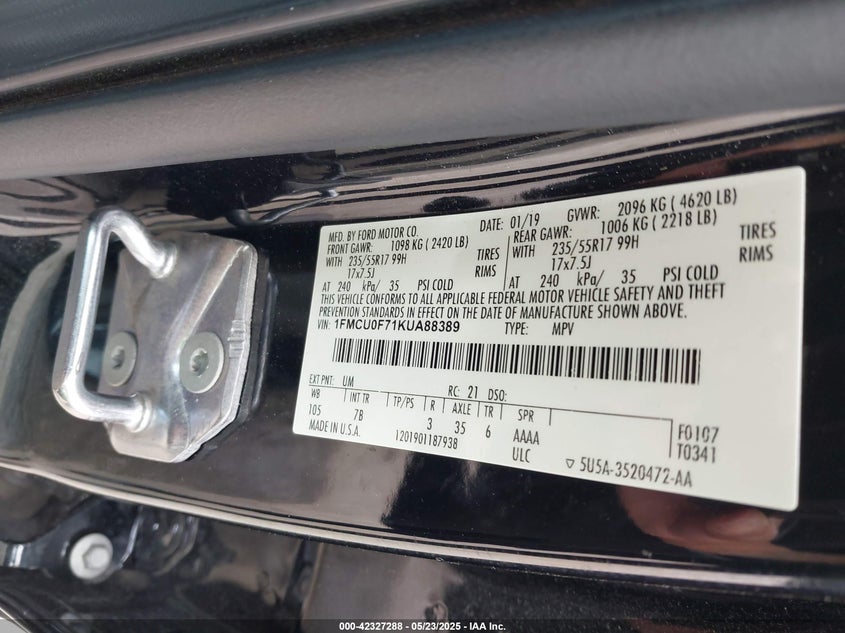 MFD. BY FORD MOTOR CO. DATE: 01/19 GVWR: 2096 KG ( 4620 LB)
FRONT GAWR: 1098 KG ( 2420 LB) REAR GAWR: 1006 KG ( 2218 LB)
WITH 235/55R17 99H TIRES WITH 235/55R17 99H TIRES
17x7.5J RIMS 17x7.5J RIMS
AT 240 kPa/ 35 PSI COLD AT 240 kPa/ 35 PSI COLD
THIS VEHICLE CONFORMS TO ALL APPLICABLE FEDERAL MOTOR VEHICLE SAFETY AND THEFT
PREVENTION STANDARDS IN EFFECT ON THE DATE OF MANUFACTURE SHOWN ABOVE.
VIN: 1FMCU0F71KUA88389 TYPE: MPV
EXT PNT: UM RC: 21 DSO:
WB INT TR TP/PS R AXLE TR SPR
105 7B 3 35 6 AAAA F0107
MADE IN U.S.A. 1201901187938 ULC T0341
▽ 5U5A-3520472-AA
000-42327288 - 05/23/2025 - IAA Inc.